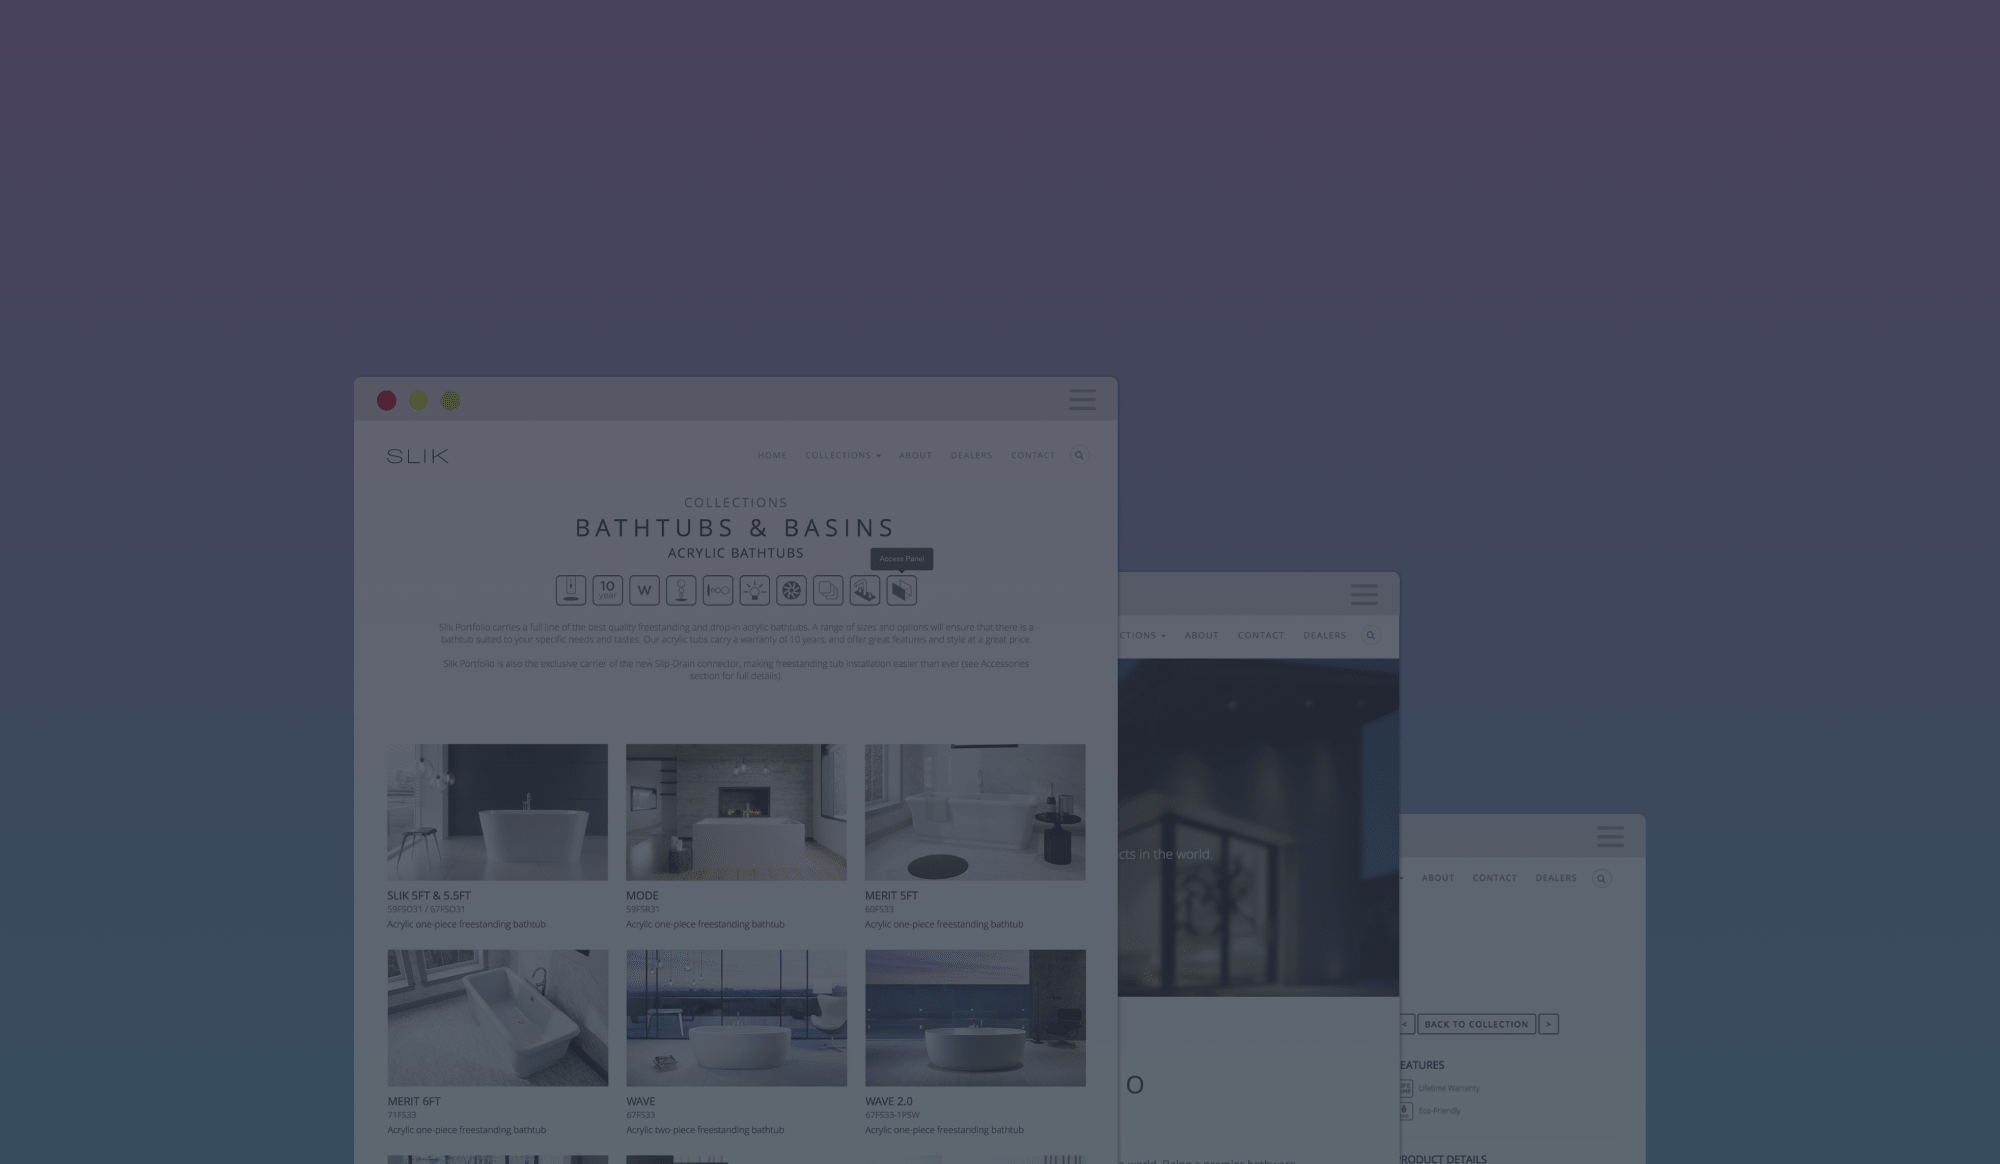 SLIK
HOME COLLECTIONS ABOUT DEALERS CONTACT
COLLECTIONS
BATHTUBS & BASINS
ACRYLIC BATHTUBS
Access Panel
10
year
W
Slik Portfolio carries a full line of the best quality freestanding and drop-in acrylic bathtubs. A range of sizes and options will ensure that there is a
bathtub suited to your specific needs and tastes. Our acrylic tubs carry a warranty of 10 years, and offer great features and style at a great price.
Slik Portfolio is also the exclusive carrier of the new Slip-Drain connector, making freestanding tub installation easier than ever (see Accessories
section for full details).
SLIK 5FT & 5.5FT
59FSO31 / 67FSO31
Acrylic one-piece freestanding bathtub
MODE
59FSR31
Acrylic one-piece freestanding bathtub
MERIT 5FT
60FS33
Acrylic one-piece freestanding bathtub
MERIT 6FT
71FS33
Acrylic one-piece freestanding bathtub
WAVE
67FS33
Acrylic two-piece freestanding bathtub
WAVE 2.0
67FS33-1PSW
Acrylic one-piece freestanding bathtub
CTIONS ABOUT CONTACT DEALERS
cts in the world.
O
world. Being a premier bathware
ABOUT CONTACT DEALERS
< BACK TO COLLECTION >
EATURES
Lifetime Warranty
Eco-Friendly
RODUCT DETAILS